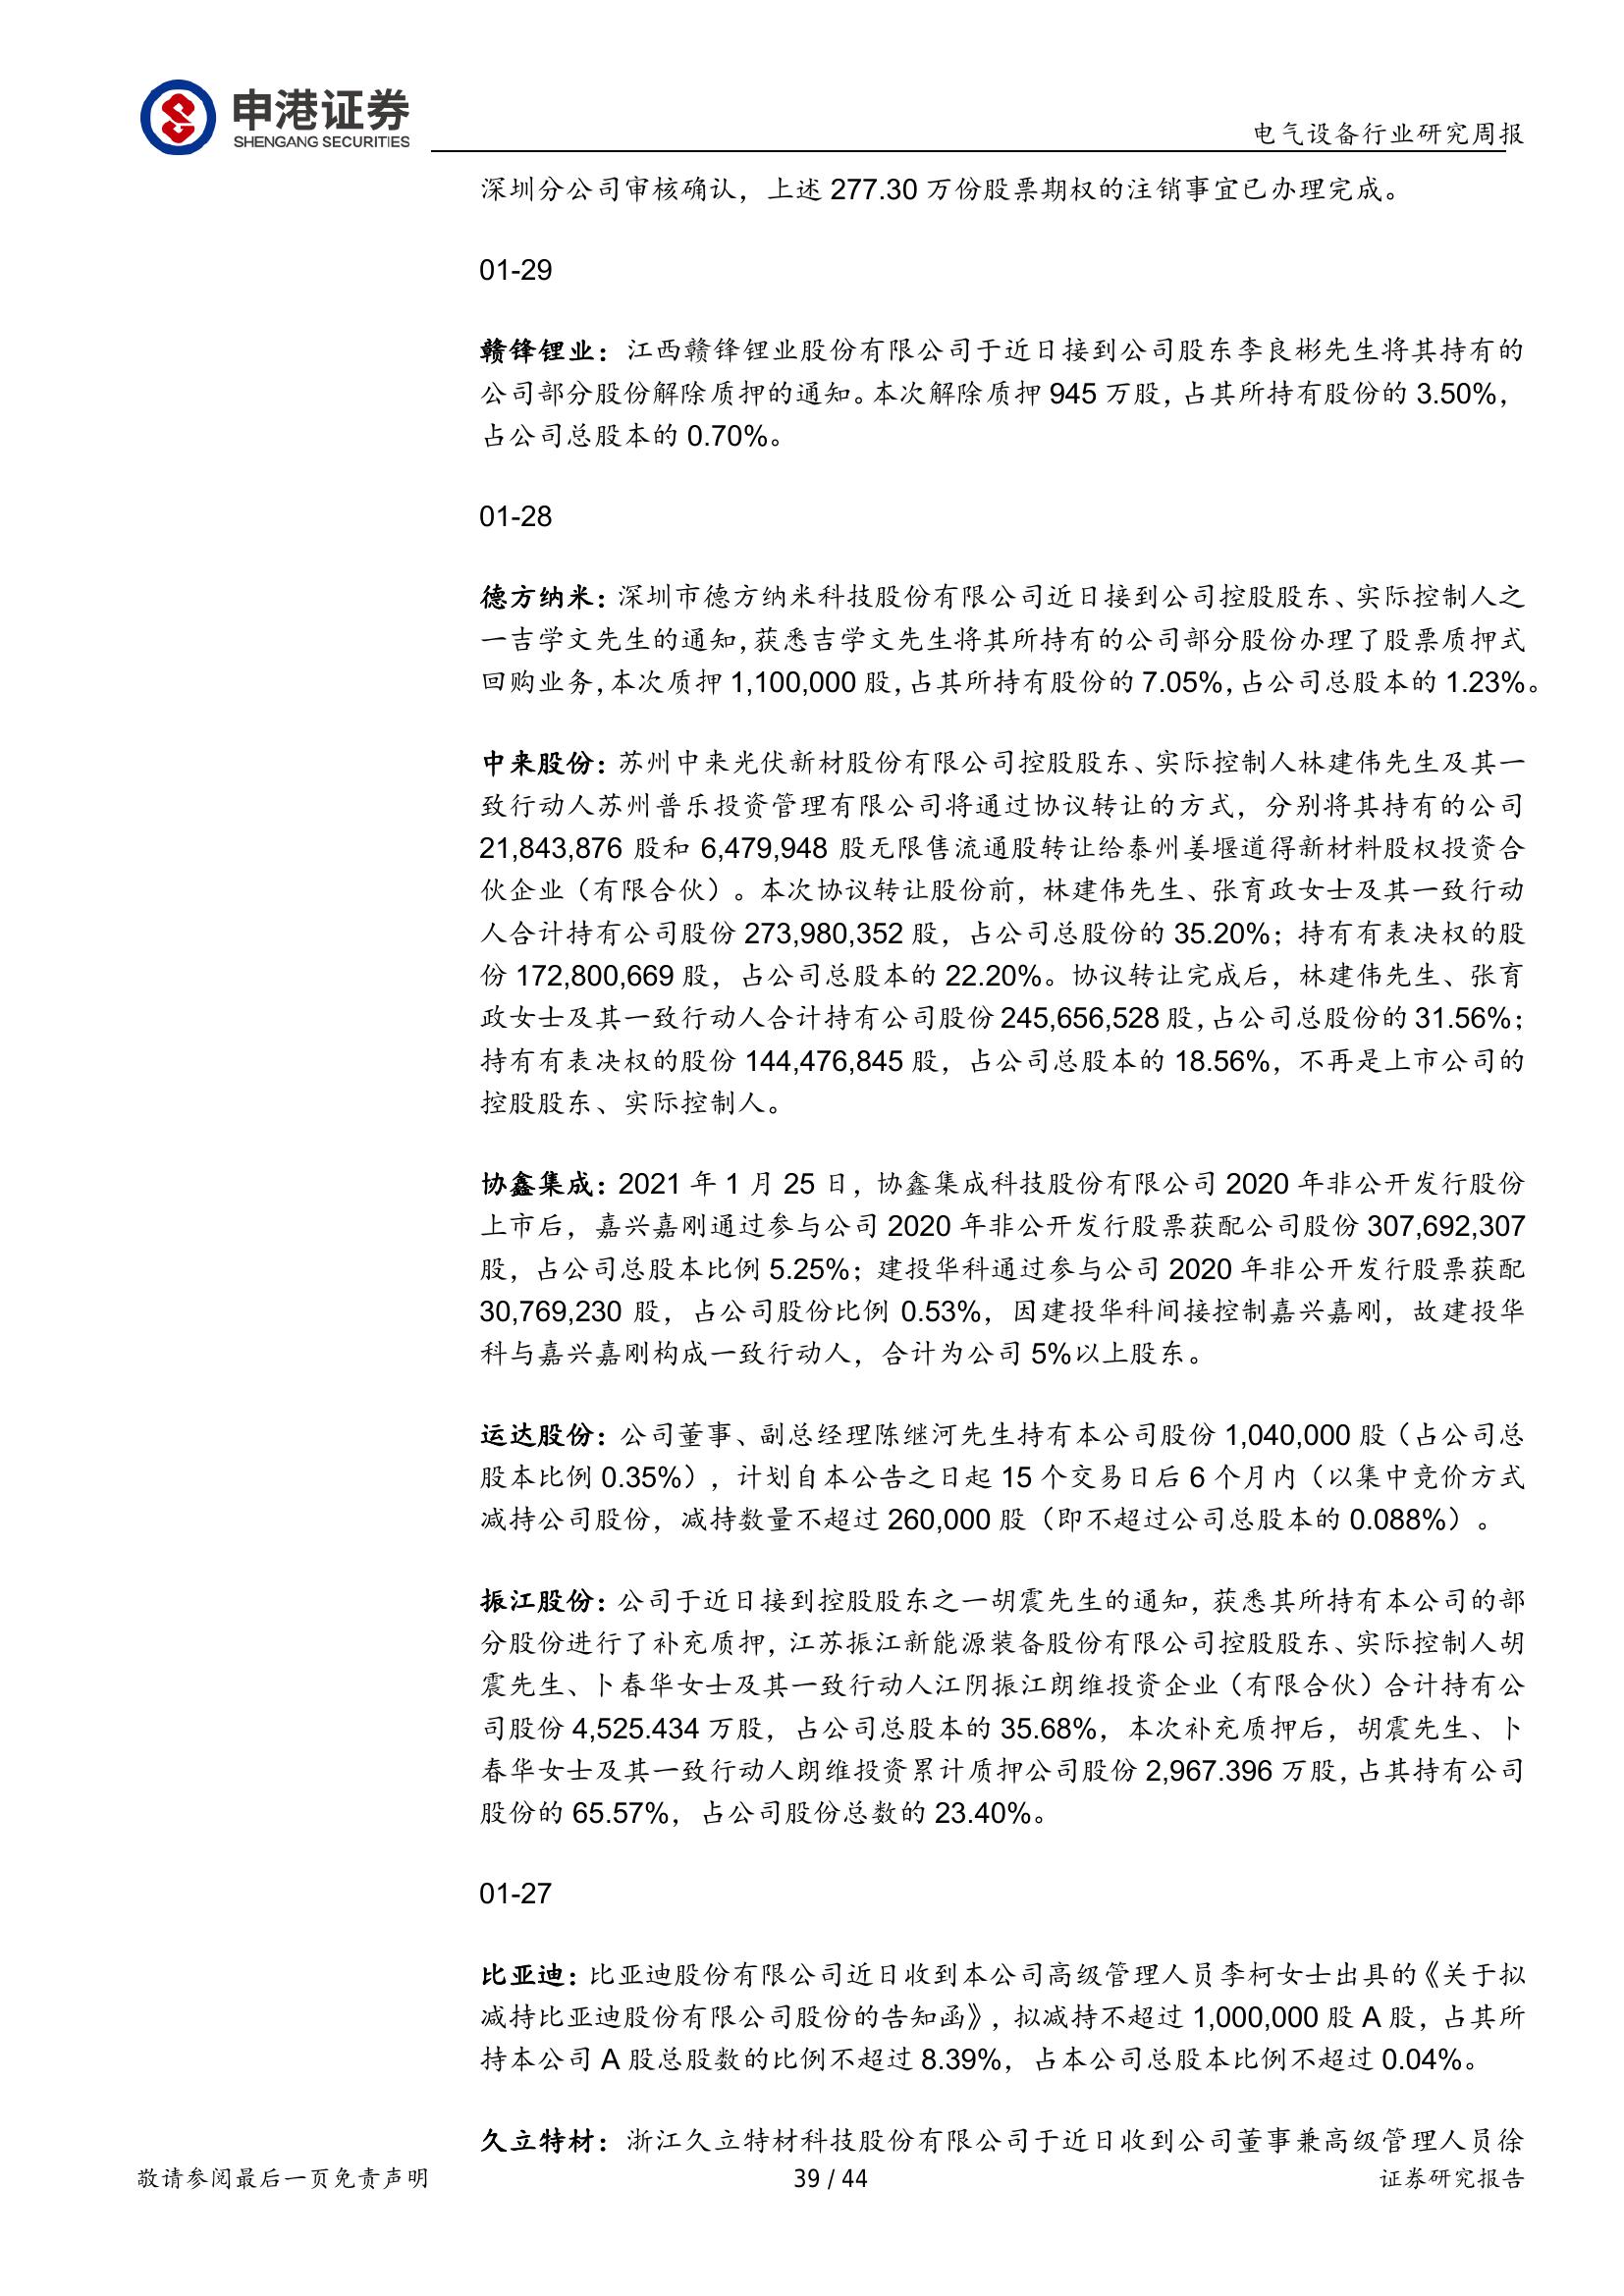 申港证券
SHENGANG SECURITIES
电气设备行业研究周报
深圳分公司审核确认，上述 277.30 万份股票期权的注销事宜已办理完成。
01-29
赣锋锂业：江西赣锋锂业股份有限公司于近日接到公司股东李良彬先生将其持有的
公司部分股份解除质押的通知。本次解除质押 945 万股，占其所持有股份的 3.50%，
占公司总股本的 0.70%。
01-28
德方纳米：深圳市德方纳米科技股份有限公司近日接到公司控股股东、实际控制人之
一吉学文先生的通知，获悉吉学文先生将其所持有的公司部分股份办理了股票质押式
回购业务，本次质押 1,100,000 股，占其所持有股份的 7.05%，占公司总股本的 1.23%。
中来股份：苏州中来光伏新材股份有限公司控股股东、实际控制人林建伟先生及其一
致行动人苏州普乐投资管理有限公司将通过协议转让的方式，分别将其持有的公司
21,843,876 股和 6,479,948 股无限售流通股转让给泰州姜堰道得新材料股权投资合
伙企业（有限合伙）。本次协议转让股份前，林建伟先生、张育政女士及其一致行动
人合计持有公司股份 273,980,352 股，占公司总股份的 35.20%；持有有表决权的股
份 172,800,669 股，占公司总股本的 22.20%。协议转让完成后，林建伟先生、张育
政女士及其一致行动人合计持有公司股份 245,656,528 股，占公司总股份的 31.56%；
持有有表决权的股份 144,476,845 股，占公司总股本的 18.56%，不再是上市公司的
控股股东、实际控制人。
协鑫集成：2021 年 1 月 25 日，协鑫集成科技股份有限公司 2020 年非公开发行股份
上市后，嘉兴嘉刚通过参与公司 2020 年非公开发行股票获配公司股份 307,692,307
股，占公司总股本比例 5.25%；建投华科通过参与公司 2020 年非公开发行股票获配
30,769,230 股，占公司股份比例 0.53%，因建投华科间接控制嘉兴嘉刚，故建投华
科与嘉兴嘉刚构成一致行动人，合计为公司 5%以上股东。
运达股份：公司董事、副总经理陈继河先生持有本公司股份 1,040,000 股（占公司总
股本比例 0.35%），计划自本公告之日起 15 个交易日后 6 个月内（以集中竞价方式
减持公司股份，减持数量不超过 260,000 股（即不超过公司总股本的 0.088%）。
振江股份：公司于近日接到控股股东之一胡震先生的通知，获悉其所持有本公司的部
分股份进行了补充质押，江苏振江新能源装备股份有限公司控股股东、实际控制人胡
震先生、卜春华女士及其一致行动人江阴振江朗维投资企业（有限合伙）合计持有公
司股份 4,525.434 万股，占公司总股本的 35.68%，本次补充质押后，胡震先生、卜
春华女士及其一致行动人朗维投资累计质押公司股份 2,967.396 万股，占其持有公司
股份的 65.57%，占公司股份总数的 23.40%。
01-27
比亚迪：比亚迪股份有限公司近日收到本公司高级管理人员李柯女士出具的《关于拟
减持比亚迪股份有限公司股份的告知函》，拟减持不超过 1,000,000 股 A 股，占其所
持本公司 A 股总股数的比例不超过 8.39%，占本公司总股本比例不超过 0.04%。
久立特材：浙江久立特材科技股份有限公司于近日收到公司董事兼高级管理人员徐
敬请参阅最后一页免责声明
39 / 44
证券研究报告